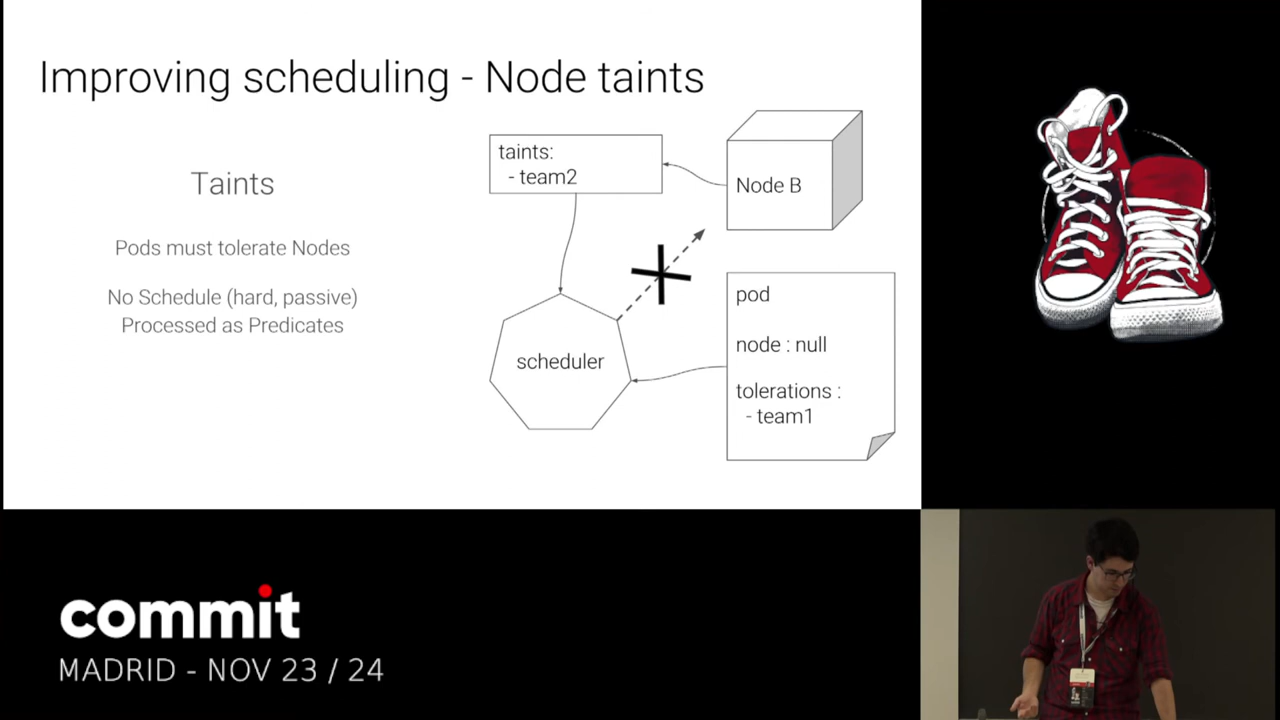 Improving scheduling - Node taints
Taints
Pods must tolerate Nodes
No Schedule (hard, passive)
Processed as Predicates
taints:
- team2
Node B
scheduler
pod
node : null
tolerations :
- team1
commit
MADRID - NOV 23 / 24